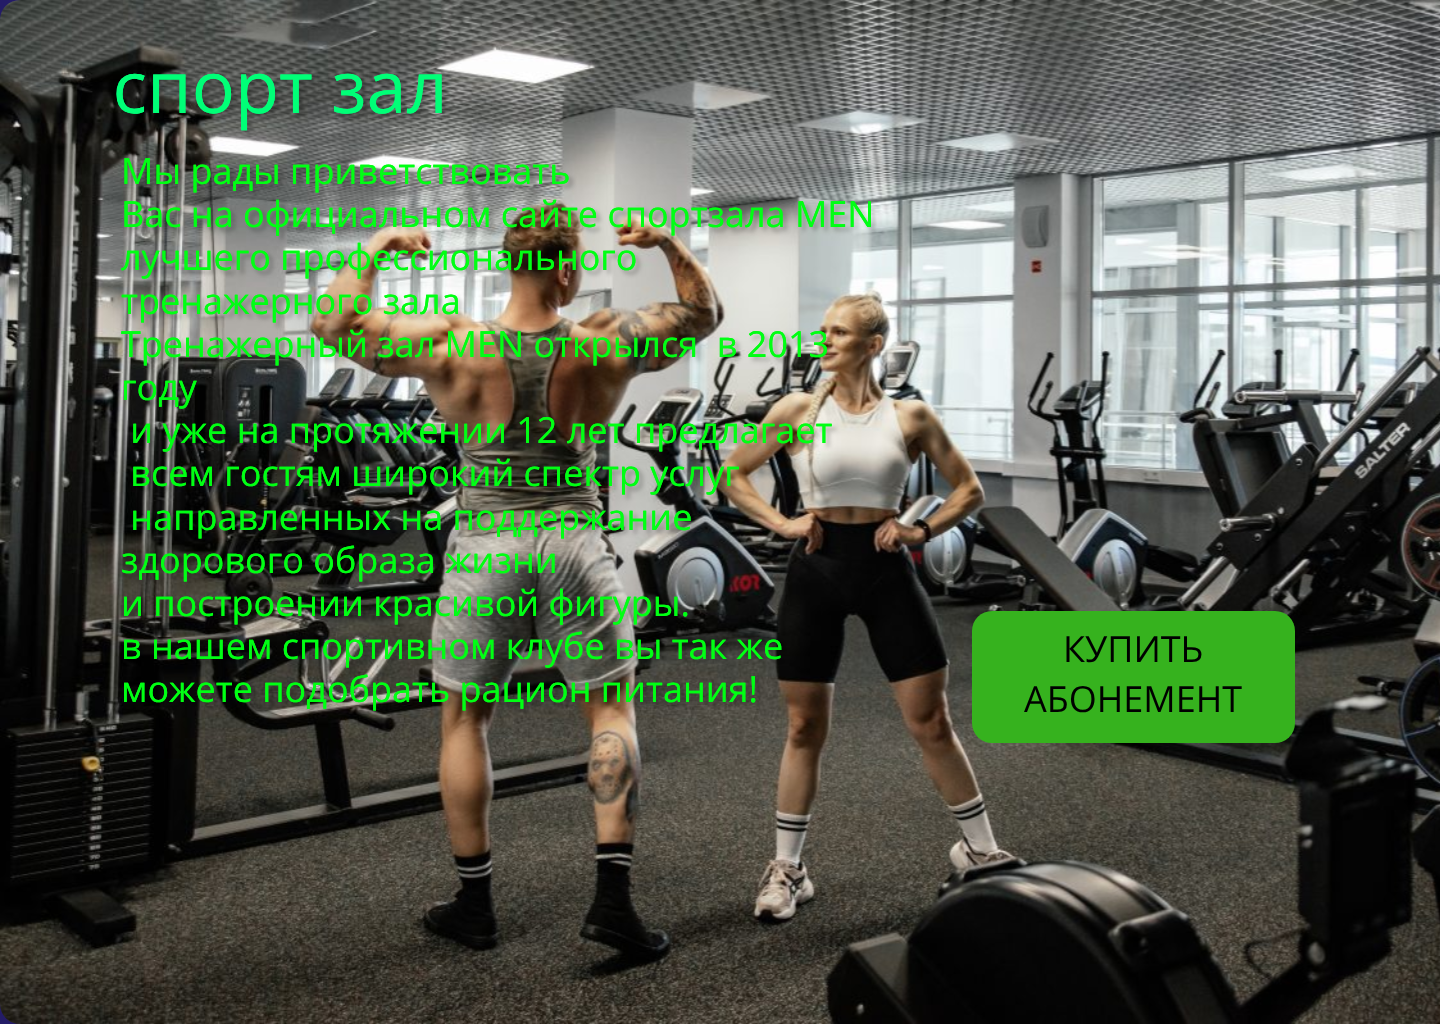 спорт зал
Мы рады приветствовать
Вас на официальном сайте спортзала MEN
лучшего профессионального
тренажерного зала
Тренажерный зал MEN открылся в 2013
году
и уже на протяжении 12 лет предлагает
всем гостям широкий спектр услуг
направленных на поддержание
здорового образа жизни
и построении красивой фигуры.
в нашем спортивном клубе вы так же
можете подобрать рацион питания!
SALTER
КУПИТЬ
АБОНЕМЕНТ